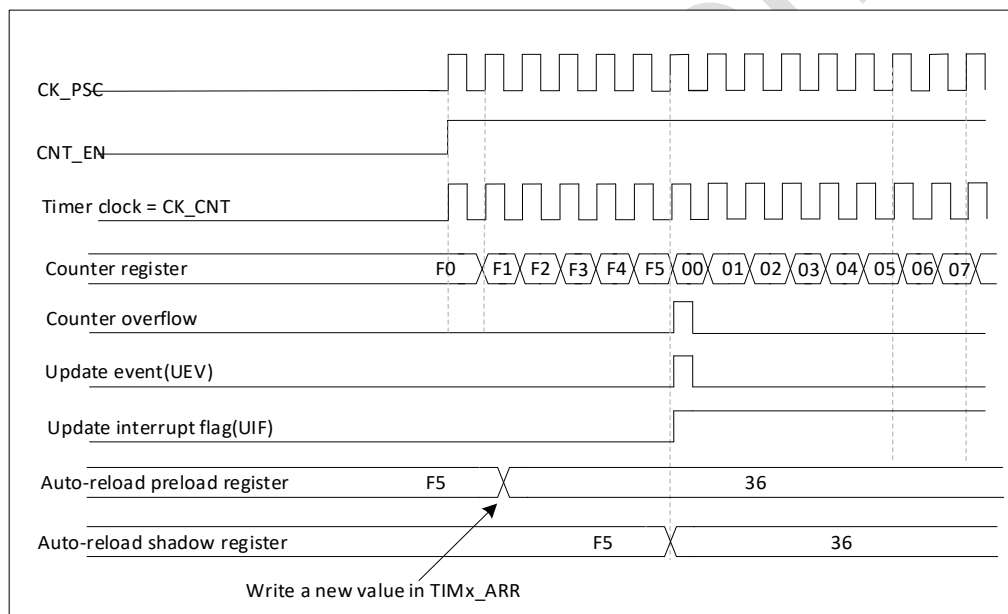 CK_PSC
CNT_EN
Timer clock = CK_CNT
Counter register F0 F1 F2 F3 F4 F5 00 01 02 03 04 05 06 07
Counter overflow
Update event(UEV)
Update interrupt flag(UIF)
Auto-reload preload register F5 36
Auto-reload shadow register F5 36
Write a new value in TIMx_ARR